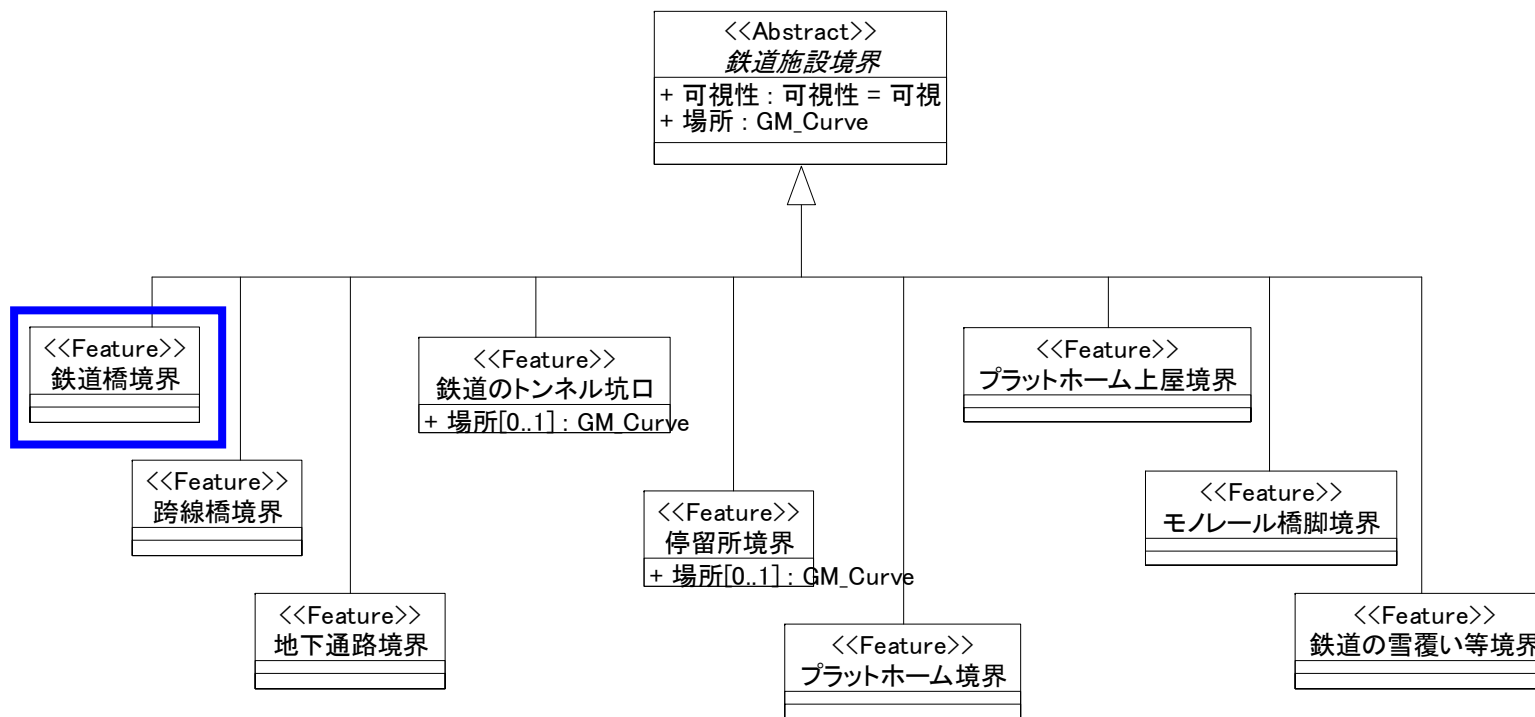 <<Abstract>>
鉄道施設境界
+ 可視性 : 可視性 = 可視
+ 場所 : GM_Curve
<<Feature>>
鉄道橋境界
<<Feature>>
鉄道のトンネル坑口
+ 場所[0..1] : GM_Curve
<<Feature>>
プラットホーム上屋境界
<<Feature>>
跨線橋境界
<<Feature>>
停留所境界
+ 場所[0..1] : GM_Curve
<<Feature>>
モノレール橋脚境界
<<Feature>>
地下通路境界
<<Feature>>
プラットホーム境界
<<Feature>>
鉄道の雪覆い等境界